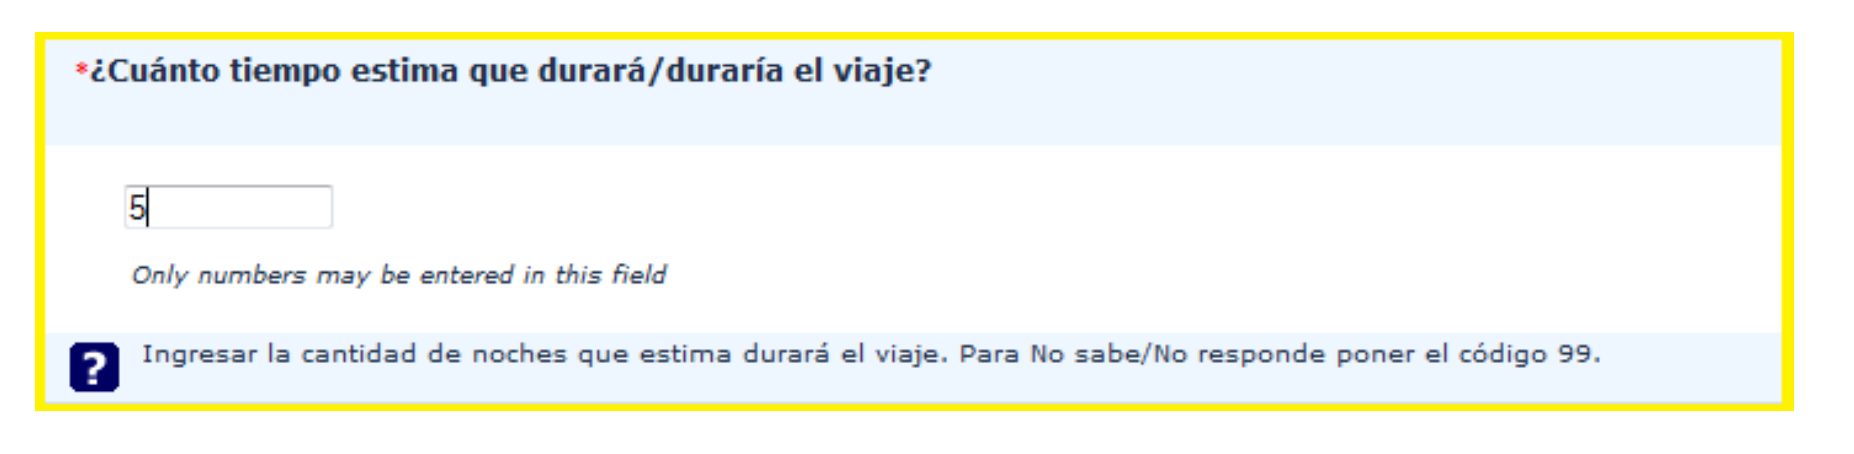 *¿Cuánto tiempo estima que durará/duraría el viaje?
5
Only numbers may be entered in this field
? Ingresar la cantidad de noches que estima durará el viaje. Para No sabe/No responde poner el código 99.